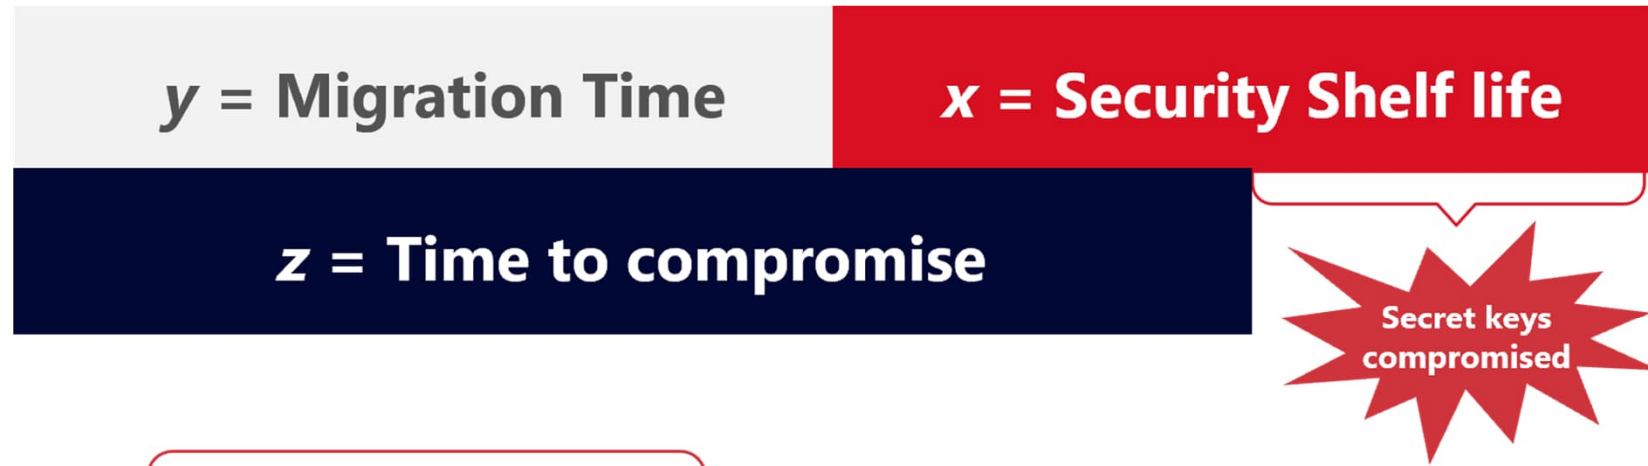 y = Migration Time
x = Security Shelf life
z = Time to compromise
Secret keys
compromised